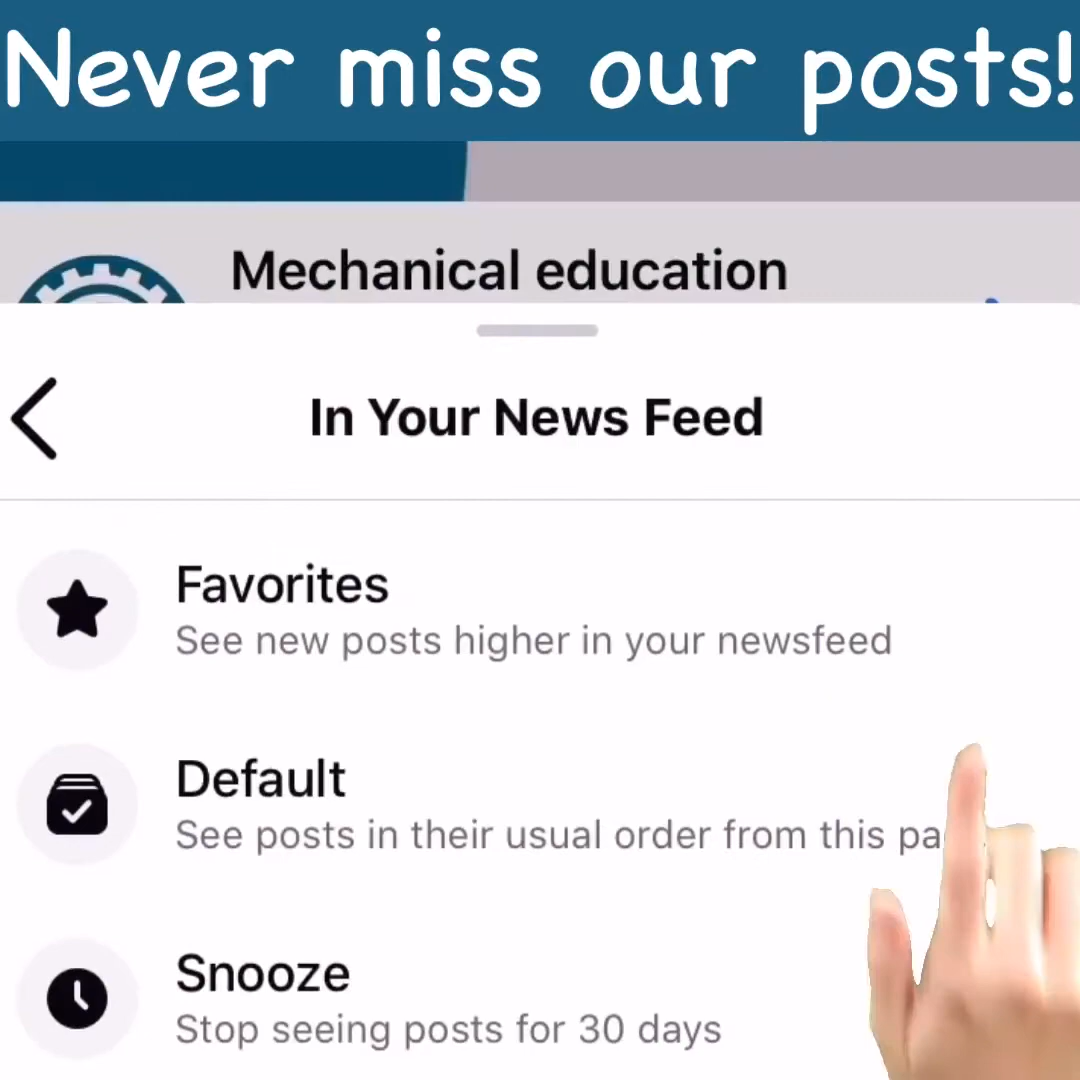 Never miss our posts!
Mechanical education
In Your News Feed
Favorites
See new posts higher in your newsfeed
Default
See posts in their usual order from this pa
Snooze
Stop seeing posts for 30 days